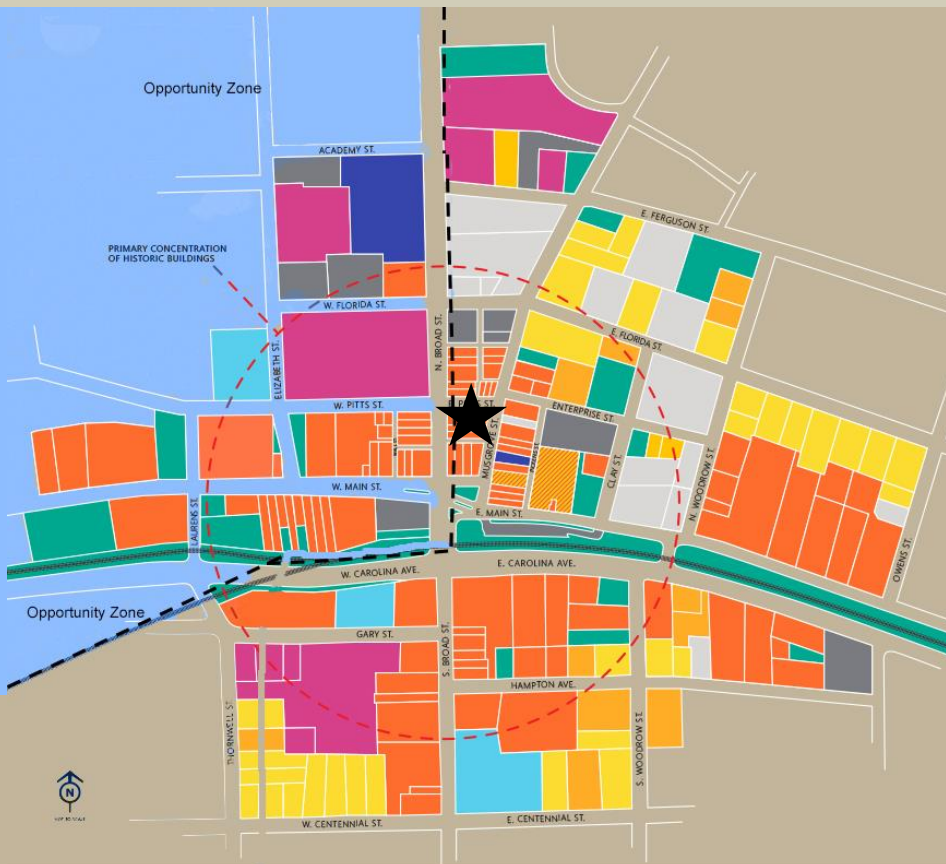 Opportunity Zone
ACADEMY ST.
E. FERGUSON ST.
PRIMARY CONCENTRATION
OF HISTORIC BUILDINGS
W. FLORIDA ST.
E. FLORIDA ST.
N. BROAD ST.
ELIZABETH ST.
W. PITTS ST.
ENTERPRISE ST.
MUSGROVE ST.
CLAY ST.
N. WOODROW ST.
W. MAIN ST.
E. MAIN ST.
LAURENS ST.
OWENS ST.
W. CAROLINA AVE.
E. CAROLINA AVE.
Opportunity Zone
GARY ST.
S. BROAD ST.
HAMPTON AVE.
THORNWELL ST.
S. WOODROW ST.
N
W. CENTENNIAL ST.
E. CENTENNIAL ST.